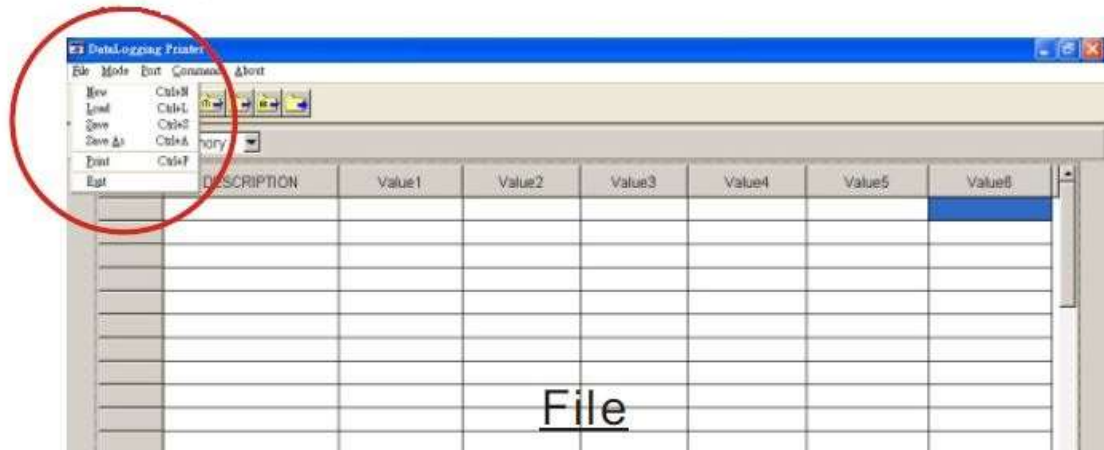 DataLogging Printer
File Mode Port Command About
New Ctrl+N
Load Ctrl+L
Save Ctrl+S
Save As Ctrl+A
Print Ctrl+P
Exit
DESCRIPTION Value1 Value2 Value3 Value4 Value5 Value6
File